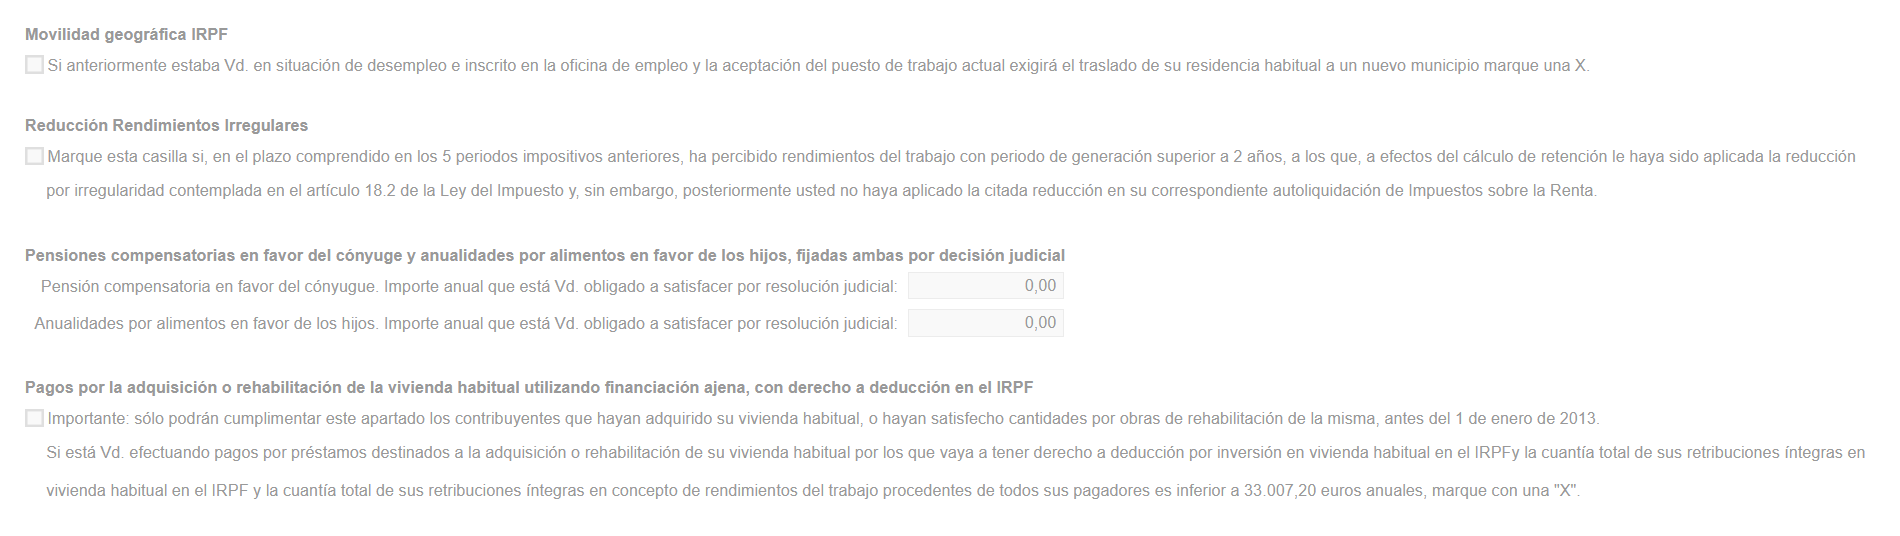 Movilidad geográfica IRPF
Si anteriormente estaba Vd. en situación de desempleo e inscrito en la oficina de empleo y la aceptación del puesto de trabajo actual exigirá el traslado de su residencia habitual a un nuevo municipio marque una X.
Reducción Rendimientos Irregulares
Marque esta casilla si, en el plazo comprendido en los 5 periodos impositivos anteriores, ha percibido rendimientos del trabajo con periodo de generación superior a 2 años, a los que, a efectos del cálculo de retención le haya sido aplicada la reducción
por irregularidad contemplada en el artículo 18.2 de la Ley del Impuesto y, sin embargo, posteriormente usted no haya aplicado la citada reducción en su correspondiente autoliquidación de Impuestos sobre la Renta.
Pensiones compensatorias en favor del cónyuge y anualidades por alimentos en favor de los hijos, fijadas ambas por decisión judicial
Pensión compensatoria en favor del cónyugue. Importe anual que está Vd. obligado a satisfacer por resolución judicial: 0,00
Anualidades por alimentos en favor de los hijos. Importe anual que está Vd. obligado a satisfacer por resolución judicial: 0,00
Pagos por la adquisición o rehabilitación de la vivienda habitual utilizando financiación ajena, con derecho a deducción en el IRPF
Importante: sólo podrán cumplimentar este apartado los contribuyentes que hayan adquirido su vivienda habitual, o hayan satisfecho cantidades por obras de rehabilitación de la misma, antes del 1 de enero de 2013.
Si está Vd. efectuando pagos por préstamos destinados a la adquisición o rehabilitación de su vivienda habitual por los que vaya a tener derecho a deducción por inversión en vivienda habitual en el IRPFy la cuantía total de sus retribuciones íntegras en
vivienda habitual en el IRPF y la cuantía total de sus retribuciones íntegras en concepto de rendimientos del trabajo procedentes de todos sus pagadores es inferior a 33.007,20 euros anuales, marque con una "X".